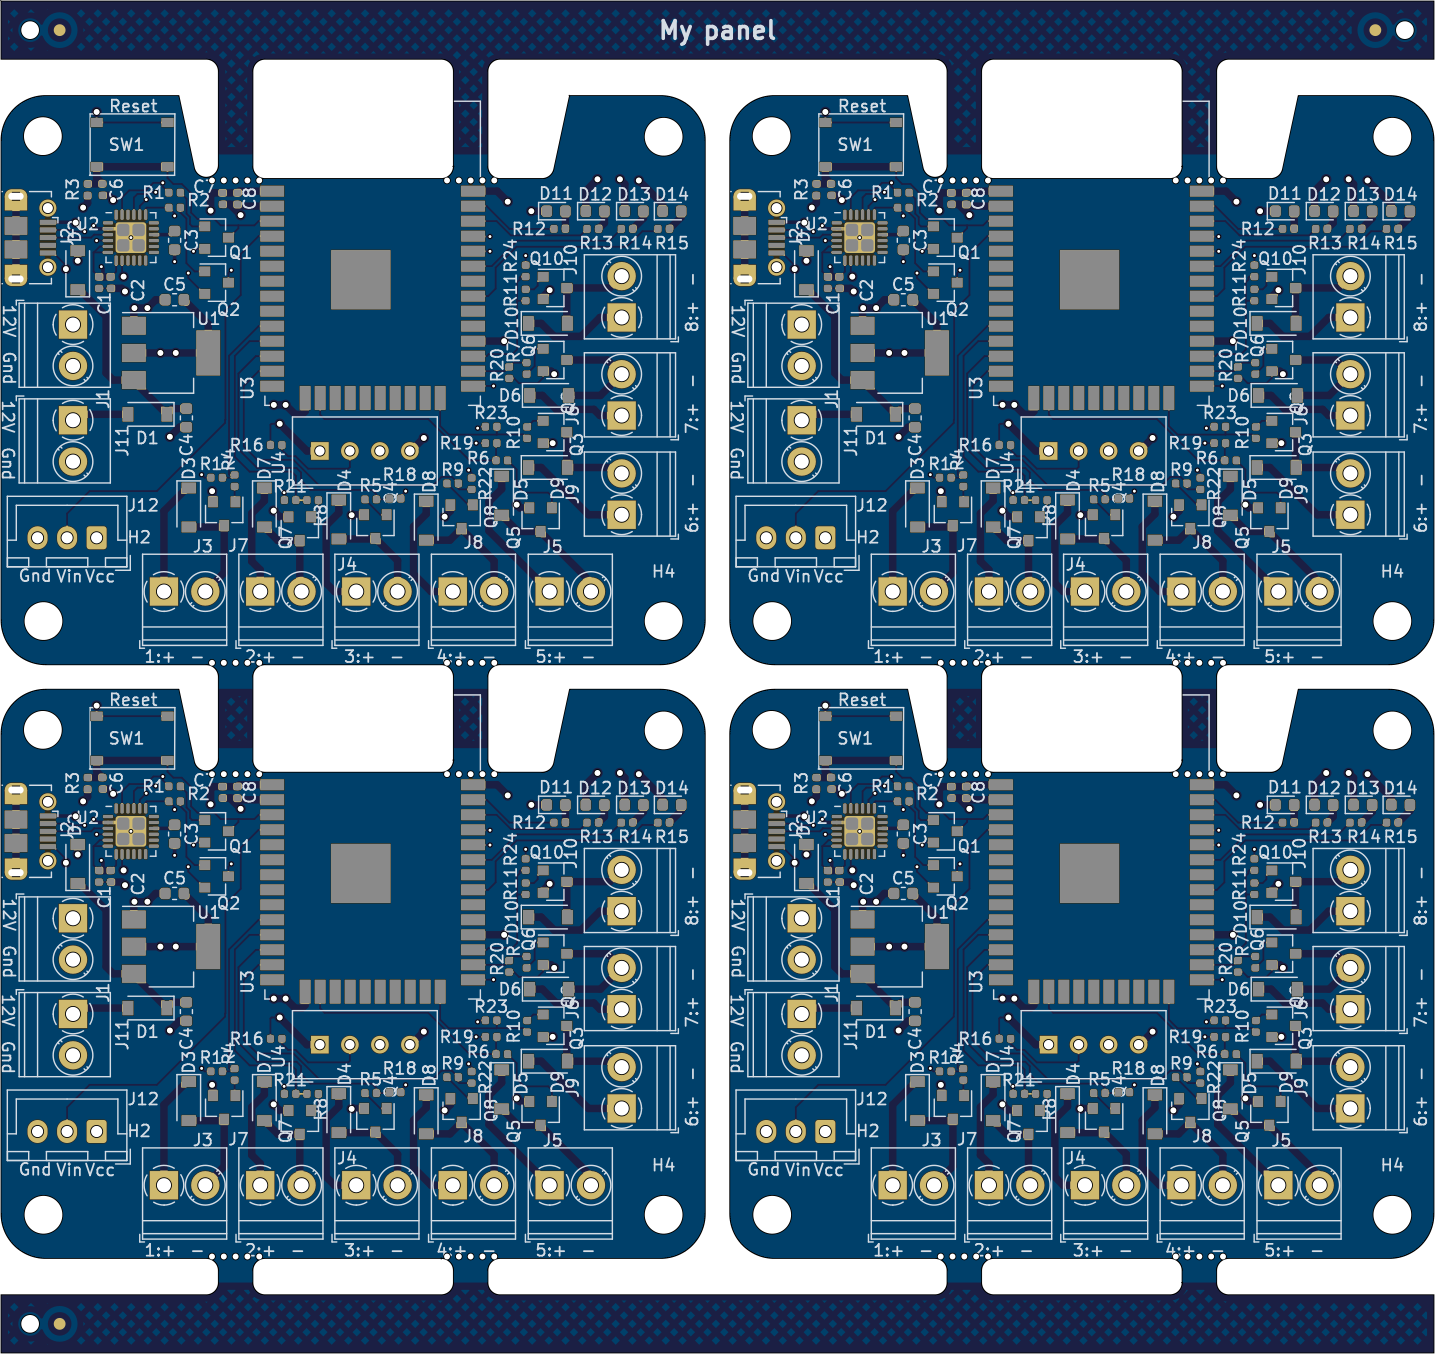 My panel
Reset
SW1
R3
C6
R1
C7
R2
C8
D11
D12
D13
D14
R12
R13
R14
R15
J2
D2
C3
Q1
Q10
J10
R24
R11
C1
C2
C5
Q2
12V
Gnd
U1
D10
8:+ -
R7
Q6
R20
U3
J1
D6
J6
7:+ -
12V
Gnd
J11
D1
C4
R23
R10
R19
Q3
R16
R6
U4
D3
D7
D4
R18
D8
R9
R22
D5
D9
J9
R21
R5
Q4
R8
Q7
Q8
Q5
6:+ -
J12
H2
J3
J7
J4
J8
J5
H4
Gnd Vin Vcc
1:+ -
2:+ -
3:+ -
4:+ -
5:+ -
Reset
SW1
R3
C6
R1
C7
R2
C8
D11
D12
D13
D14
R12
R13
R14
R15
J2
D2
C3
Q1
Q10
J10
R24
R11
C1
C2
C5
Q2
12V
Gnd
U1
D10
8:+ -
R7
Q6
R20
U3
J1
D6
J6
7:+ -
12V
Gnd
J11
D1
C4
R23
R10
R19
Q3
R16
R6
U4
D3
D7
D4
R18
D8
R9
R22
D5
D9
J9
R21
R5
Q4
R8
Q7
Q8
Q5
6:+ -
J12
H2
J3
J7
J4
J8
J5
H4
Gnd Vin Vcc
1:+ -
2:+ -
3:+ -
4:+ -
5:+ -
Reset
SW1
R3
C6
R1
C7
R2
C8
D11
D12
D13
D14
R12
R13
R14
R15
J2
D2
C3
Q1
Q10
J10
R24
R11
C1
C2
C5
Q2
12V
Gnd
U1
D10
8:+ -
R7
Q6
R20
U3
J1
D6
J6
7:+ -
12V
Gnd
J11
D1
C4
R23
R10
R19
Q3
R16
R6
U4
D3
D7
D4
R18
D8
R9
R22
D5
D9
J9
R21
R5
Q4
R8
Q7
Q8
Q5
6:+ -
J12
H2
J3
J7
J4
J8
J5
H4
Gnd Vin Vcc
1:+ -
2:+ -
3:+ -
4:+ -
5:+ -
Reset
SW1
R3
C6
R1
C7
R2
C8
D11
D12
D13
D14
R12
R13
R14
R15
J2
D2
C3
Q1
Q10
J10
R24
R11
C1
C2
C5
Q2
12V
Gnd
U1
D10
8:+ -
R7
Q6
R20
U3
J1
D6
J6
7:+ -
12V
Gnd
J11
D1
C4
R23
R10
R19
Q3
R16
R6
U4
D3
D7
D4
R18
D8
R9
R22
D5
D9
J9
R21
R5
Q4
R8
Q7
Q8
Q5
6:+ -
J12
H2
J3
J7
J4
J8
J5
H4
Gnd Vin Vcc
1:+ -
2:+ -
3:+ -
4:+ -
5:+ -